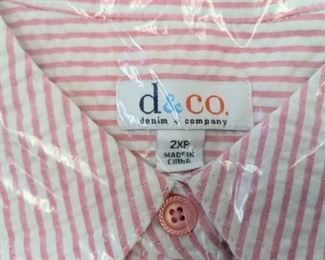 d&co.
denim & company
2XP
MADE IN
CHINA